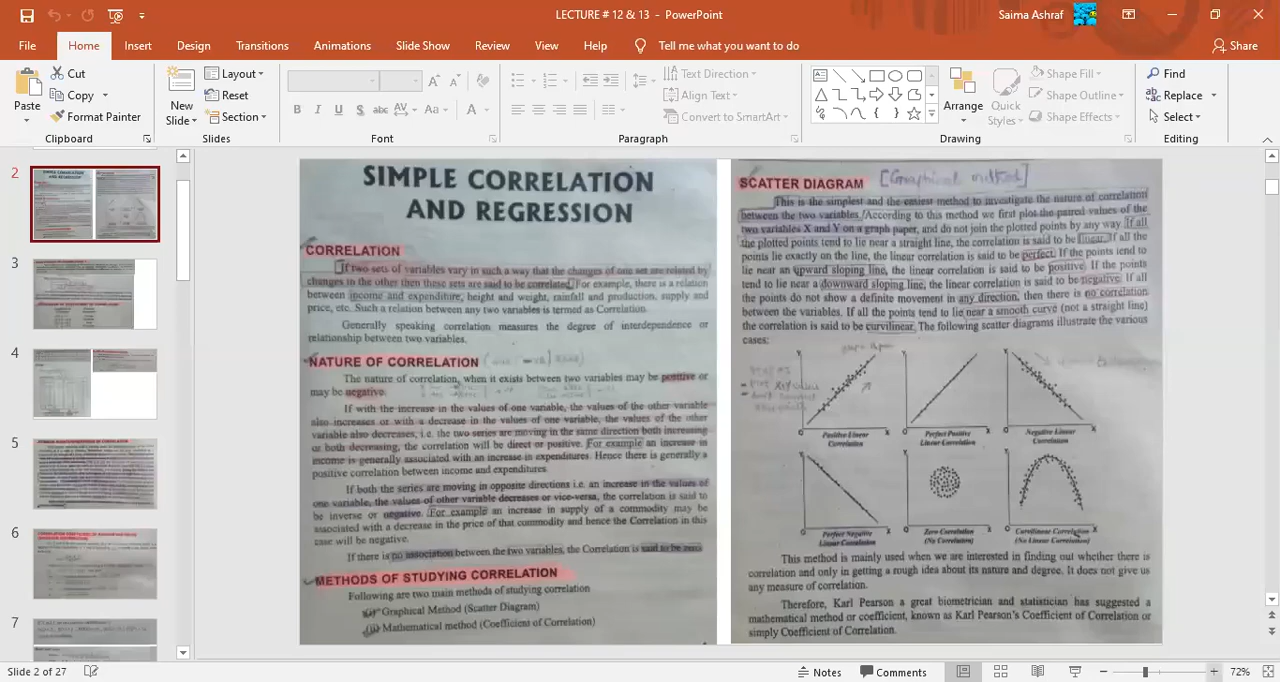 LECTURE # 12 & 13 - PowerPoint
Saima Ashraf
File Home Insert Design Transitions Animations Slide Show Review View Help Tell me what you want to do Share
Paste
Cut
Copy
Format Painter
Clipboard
New Slide
Layout
Reset
Section
Slides
Font
Text Direction
Align Text
Convert to SmartArt
Paragraph
Arrange
Quick Styles
Shape Fill
Shape Outline
Shape Effects
Drawing
Find
Replace
Select
Editing
2
3
4
5
6
7
SIMPLE CORRELATION
AND REGRESSION
CORRELATION
If two sets of variables vary in such a way that the changes of one set are related by
changes in the other then these sets are said to be correlated. For example, there is a relation
between income and expenditure, height and weight, rainfall and production, supply and
price, etc. Such a relation between any two variables is termed as Correlation.
Generally speaking correlation measures the degree of interdependence or
relationship between two variables.
NATURE OF CORRELATION
The nature of correlation, when it exists between two variables may be positive or
may be negative.
If with the increase in the values of one variable, the values of the other variable
also increases or with a decrease in the values of one variable, the values of the other
variable also decreases, i.e. the two series are moving in the same direction both increasing
or both decreasing, the correlation will be direct or positive. For example an increase in
income is generally associated with an increase in expenditures. Hence there is generally a
positive correlation between income and expenditures.
If both the series are moving in opposite directions i.e. an increase in the values of
one variable, the values of other variable decreases or vice-versa, the correlation is said to
be inverse or negative. For example an increase in supply of a commodity may be
associated with a decrease in the price of that commodity and hence the Correlation in this
case will be negative.
If there is no association between the two variables, the Correlation is said to be zero
METHODS OF STUDYING CORRELATION
Following are two main methods of studying correlation
(i) Graphical Method (Scatter Diagram)
(ii) Mathematical method (Coefficient of Correlation)
SCATTER DIAGRAM [Graphical method]
This is the simplest and the easiest method to investigate the nature of correlation
between the two variables. According to this method we first plot the paired values of the
two variables X and Y on a graph paper, and do not join the plotted points by any way. If all
the plotted points tend to lie near a straight line, the correlation is said to be linear. If all the
points lie exactly on the line, the linear correlation is said to be perfect. If the points tend to
lie near an upward sloping line, the linear correlation is said to be positive. If the points
tend to lie near a downward sloping line, the linear correlation is said to be negative. If all
the points do not show a definite movement in any direction, then there is no correlation
between the variables. If all the points tend to lie near a smooth curve (not a straight line)
the correlation is said to be curvilinear. The following scatter diagrams illustrate the various
cases:
Y Y Y
O X O X O X
Positive Linear Correlation
Perfect Positive Linear Correlation
Negative Linear Correlation
Y Y Y
O X O X O X
Perfect Negative Linear Correlation
Zero Correlation (No Correlation)
Curvilinear Correlation (No Linear Correlation)
This method is mainly used when we are interested in finding out whether there is
correlation and only in getting a rough idea about its nature and degree. It does not give us
any measure of correlation.
Therefore, Karl Pearson a great biometrician and statistician has suggested a
mathematical method or coefficient, known as Karl Pearson's Coefficient of Correlation or
simply Coefficient of Correlation.
Slide 2 of 27
Notes
Comments
72%